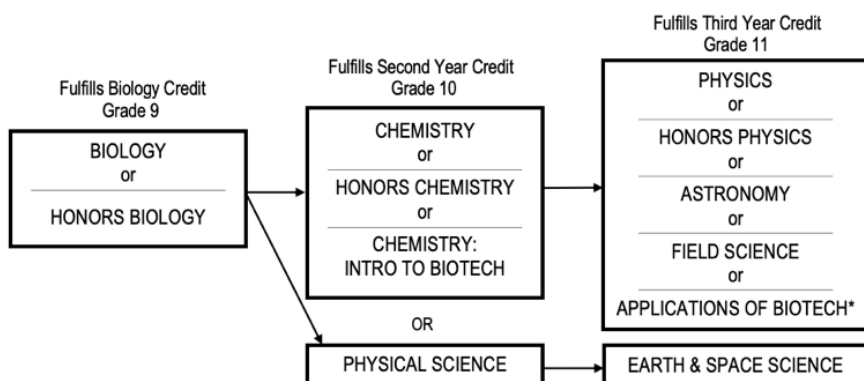 Fulfills Biology Credit
Grade 9
BIOLOGY
or
HONORS BIOLOGY
Fulfills Second Year Credit
Grade 10
CHEMISTRY
or
HONORS CHEMISTRY
or
CHEMISTRY:
INTRO TO BIOTECH
OR
PHYSICAL SCIENCE
Fulfills Third Year Credit
Grade 11
PHYSICS
or
HONORS PHYSICS
or
ASTRONOMY
or
FIELD SCIENCE
or
APPLICATIONS OF BIOTECH*
EARTH & SPACE SCIENCE